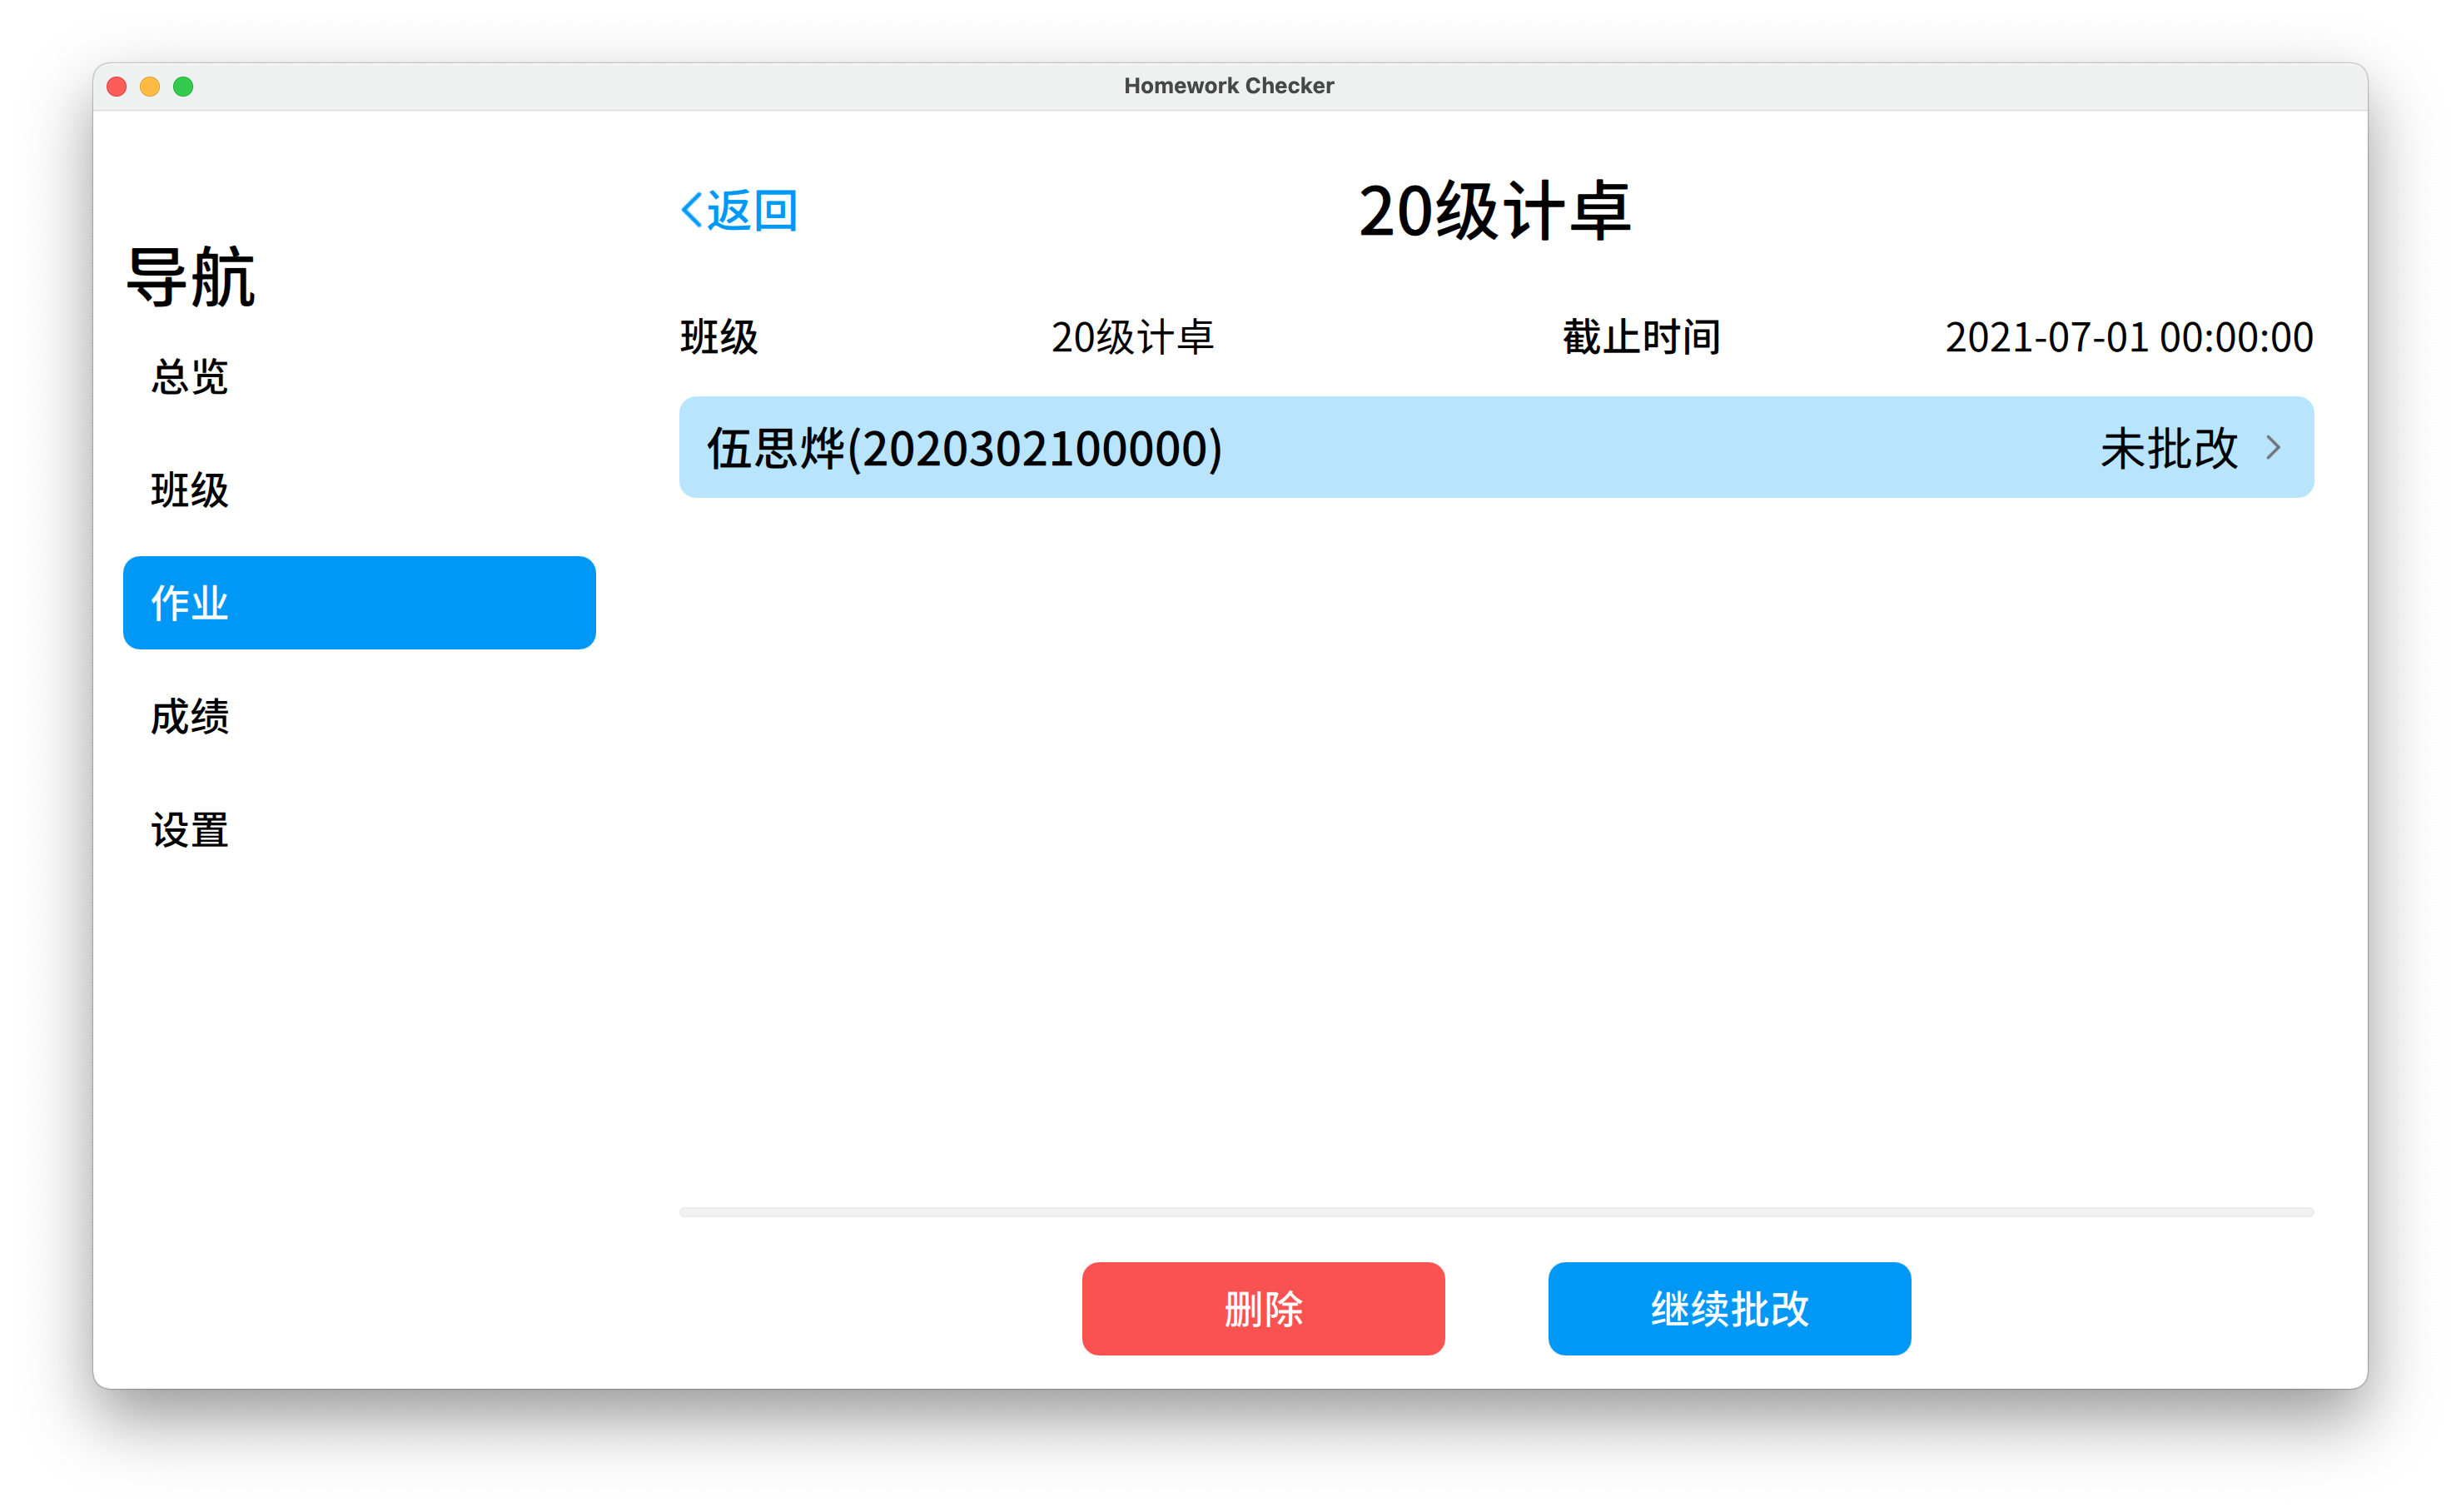 Homework Checker
导航
总览
班级
作业
成绩
设置
返回
20级计卓
班级 20级计卓 截止时间 2021-07-01 00:00:00
伍思烨(2020302100000) 未批改
删除 继续批改